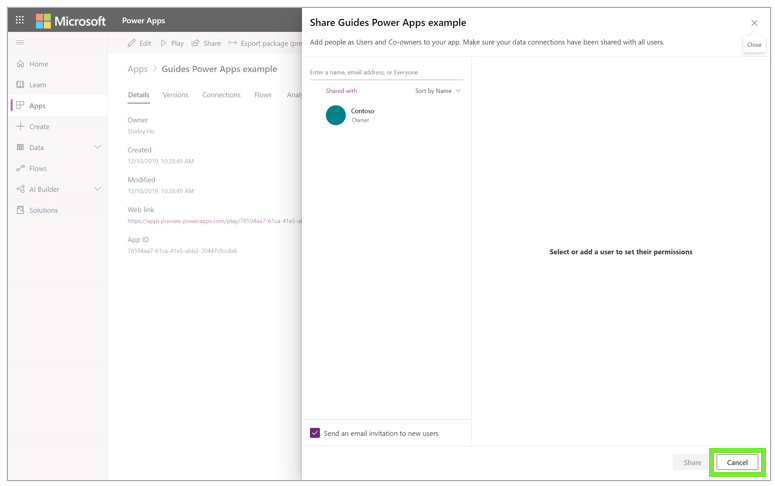 Microsoft Power Apps
Share Guides Power Apps example
Add people as Users and Co-owners to your app. Make sure your data connections have been shared with all users.
Close
Edit Play Share Export package (pre
Home
Learn
Apps
Create
Data
Flows
AI Builder
Solutions
Apps > Guides Power Apps example
Details Versions Connections Flows Analy
Owner
Shirley Ho
Created
12/10/2019, 10:28:49 AM
Modified
12/10/2019, 10:28:49 AM
Web link
https://apps.preview.powerapps.com/play/78594aa7-61ca-41e5-ab
App ID
Enter a name, email address, or Everyone
Shared with Sort by Name
Contoso
Owner
Select or add a user to set their permissions
Send an email invitation to new users
Share Cancel